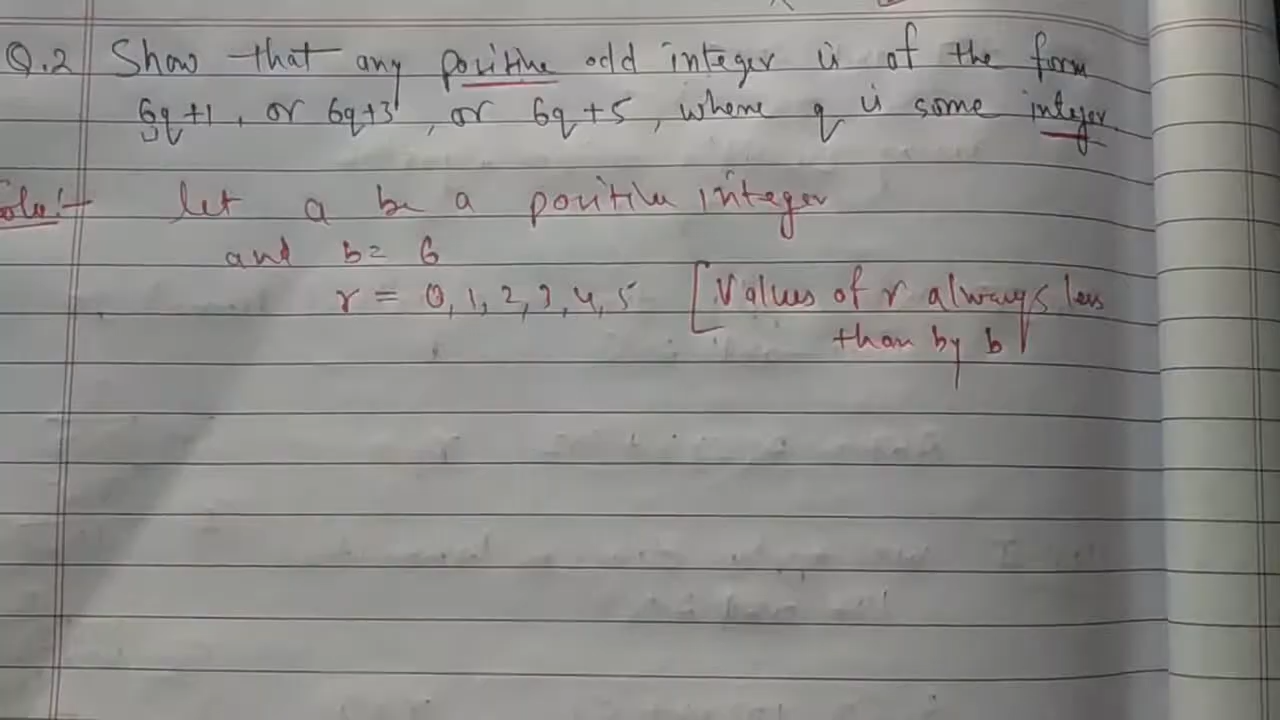 Q.2 Show that any positive odd integer is of the form
6q+1, or 6q+3, or 6q+5, where q is some integer.
Soln:- let a be a positive integer
and b= 6
r = 0, 1, 2, 3, 4, 5 [Values of r always less
than by b]